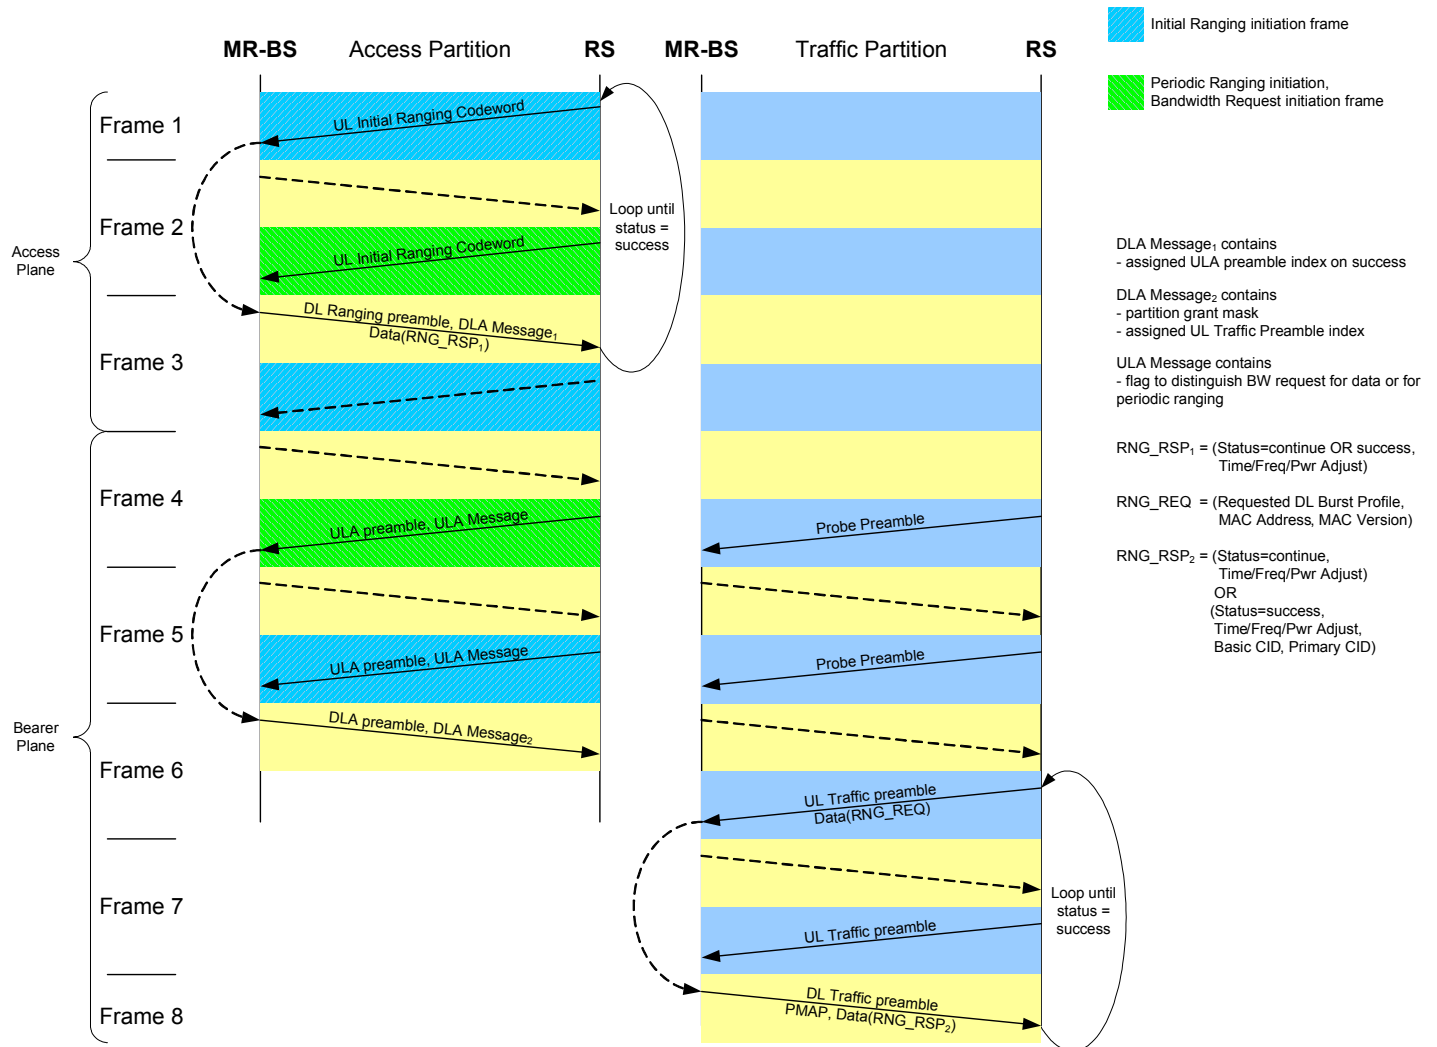 Initial Ranging initiation frame
Periodic Ranging initiation,
Bandwidth Request initiation frame
MR-BS Access Partition RS
MR-BS Traffic Partition RS
Frame 1
UL Initial Ranging Codeword
Frame 2
Loop until
status =
success
UL Initial Ranging Codeword
Access
Plane
DL Ranging preamble, DLA Message₁
Data(RNG_RSP₁)
Frame 3
Frame 4
ULA preamble, ULA Message
Probe Preamble
Frame 5
ULA preamble, ULA Message
Probe Preamble
DLA preamble, DLA Message₂
Bearer
Plane
Frame 6
UL Traffic preamble
Data(RNG_REQ)
Frame 7
Loop until
status =
success
UL Traffic preamble
Frame 8
DL Traffic preamble
PMAP, Data(RNG_RSP₂)
DLA Message₁ contains
- assigned ULA preamble index on success
DLA Message₂ contains
- partition grant mask
- assigned UL Traffic Preamble index
ULA Message contains
- flag to distinguish BW request for data or for
periodic ranging
RNG_RSP₁ = (Status=continue OR success,
Time/Freq/Pwr Adjust)
RNG_REQ = (Requested DL Burst Profile,
MAC Address, MAC Version)
RNG_RSP₂ = (Status=continue,
Time/Freq/Pwr Adjust)
OR
(Status=success,
Time/Freq/Pwr Adjust,
Basic CID, Primary CID)